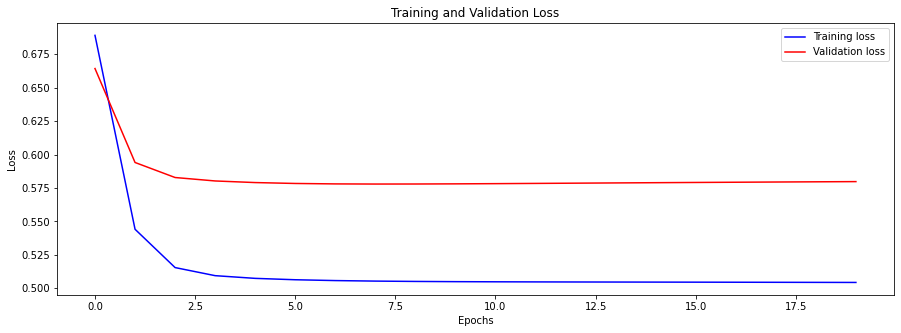 Training and Validation Loss
Training loss
Validation loss
Loss
0.675
0.650
0.625
0.600
0.575
0.550
0.525
0.500
0.0 2.5 5.0 7.5 10.0 12.5 15.0 17.5
Epochs